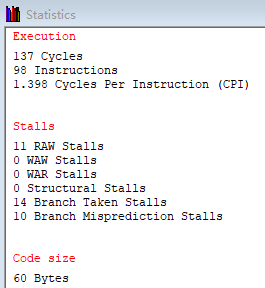 Statistics
Execution
137 Cycles
98 Instructions
1.398 Cycles Per Instruction (CPI)
Stalls
11 RAW Stalls
0 WAW Stalls
0 WAR Stalls
0 Structural Stalls
14 Branch Taken Stalls
10 Branch Misprediction Stalls
Code size
60 Bytes